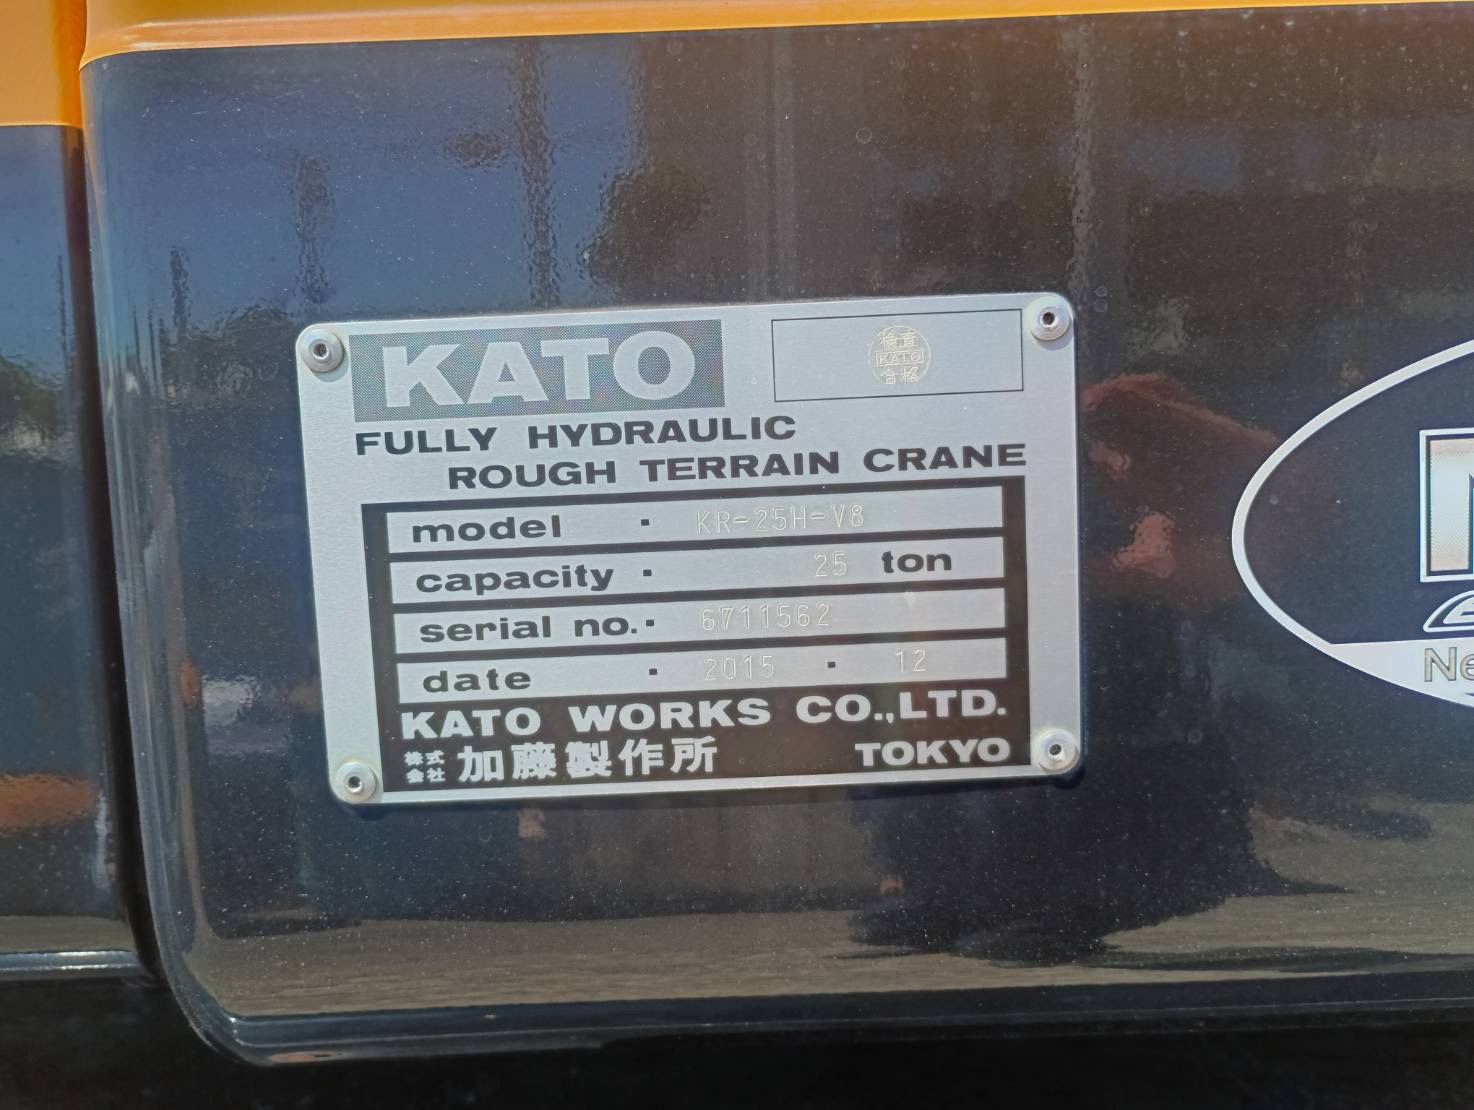 KATO
検査
KATO
合格
FULLY HYDRAULIC
ROUGH TERRAIN CRANE
model · KR-25H-V8
capacity · 25 ton
serial no.· 6711562
date · 2015 · 12
KATO WORKS CO.,LTD.
株式会社 加藤製作所 TOKYO
Ne